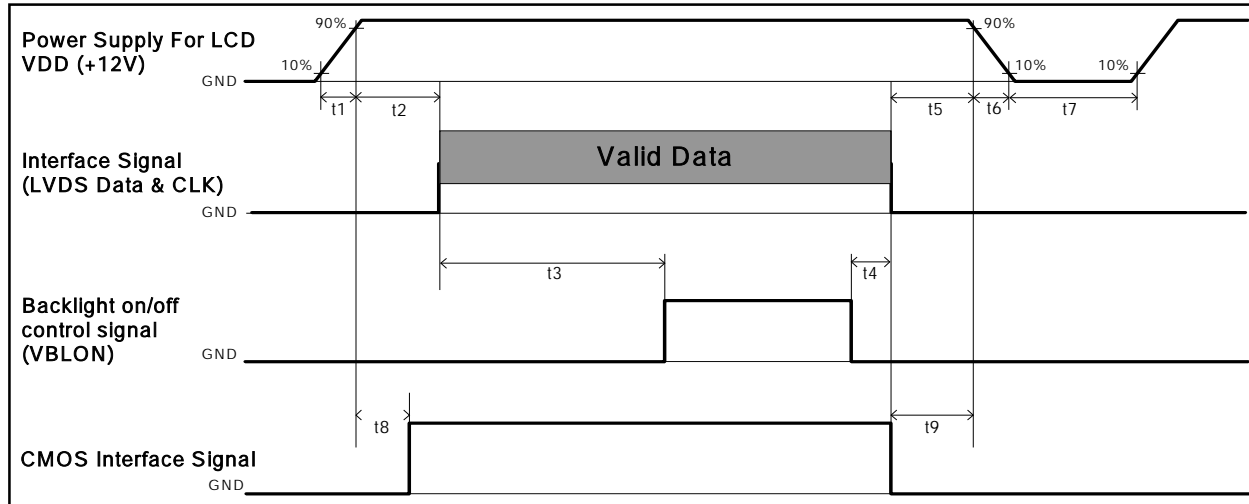 Power Supply For LCD
VDD (+12V)
90%
10%
GND
90%
10%
10%
t1
t2
t5
t6
t7
Interface Signal
(LVDS Data & CLK)
Valid Data
GND
t3
t4
Backlight on/off
control signal
(VBLON)
GND
t8
t9
CMOS Interface Signal
GND